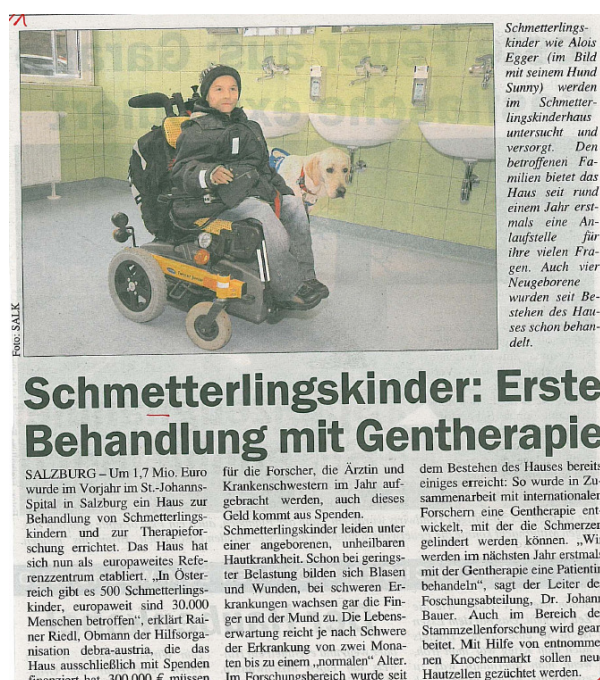 Schmetterlings-
kinder wie Alois
Egger (im Bild
mit seinem Hund
Sunny) werden
im Schmetter-
lingskinderhaus
untersucht und
versorgt. Den
betroffenen Fa-
milien bietet das
Haus seit rund
einem Jahr erst-
mals eine An-
laufstelle für
ihre vielen Fra-
gen. Auch vier
Neugeborene
wurden seit Be-
stehen des Hau-
ses schon behan-
delt.
Foto: SALK
Schmetterlingskinder: Erste
Behandlung mit Gentherapie
SALZBURG – Um 1,7 Mio. Euro
wurde im Vorjahr im St.-Johanns-
Spital in Salzburg ein Haus zur
Behandlung von Schmetterlings-
kindern und zur Therapiefor-
schung errichtet. Das Haus hat
sich nun als europaweites Refe-
renzzentrum etabliert. „In Öster-
reich gibt es 500 Schmetterlings-
kinder, europaweit sind 30.000
Menschen betroffen“, erklärt Rai-
ner Riedl, Obmann der Hilfsorga-
nisation debra-austria, die das
Haus ausschließlich mit Spenden
finanziert hat. 300.000 € müssen
für die Forscher, die Ärztin und
Krankenschwestern im Jahr auf-
gebracht werden, auch dieses
Geld kommt aus Spenden.
Schmetterlingskinder leiden unter
einer angeborenen, unheilbaren
Hautkrankheit. Schon bei gerings-
ter Belastung bilden sich Blasen
und Wunden, bei schweren Er-
krankungen wachsen gar die Fin-
ger und der Mund zu. Die Lebens-
erwartung reicht je nach Schwere
der Erkrankung von zwei Mona-
ten bis zu einem „normalen“ Alter.
Im Forschungsbereich wurde seit
dem Bestehen des Hauses bereits
einiges erreicht: So wurde in Zu-
sammenarbeit mit internationalen
Forschern eine Gentherapie ent-
wickelt, mit der die Schmerzen
gelindert werden können. „Wir
werden im nächsten Jahr erstmals
mit der Gentherapie eine Patientin
behandeln“, sagt der Leiter der
Foschungsabteilung, Dr. Johann
Bauer. Auch im Bereich der
Stammzellenforschung wird gear-
beitet. Mit Hilfe von entnomme-
nen Knochenmarkt sollen neue
Hautzellen gezüchtet werden.